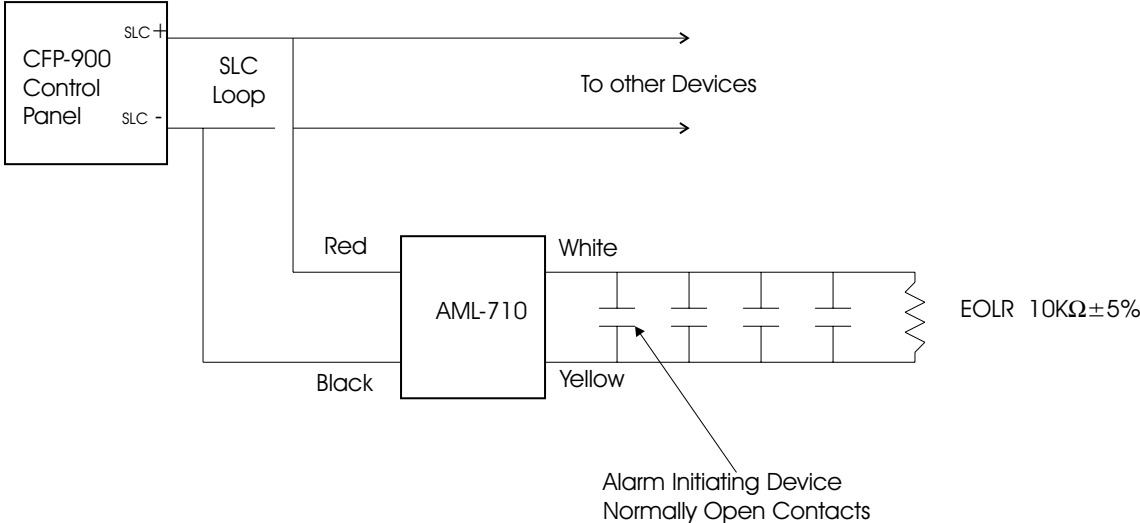 SLC +
CFP-900
Control
Panel
SLC -
SLC
Loop
To other Devices
Red
White
AML-710
EOLR 10KΩ±5%
Black
Yellow
Alarm Initiating Device
Normally Open Contacts